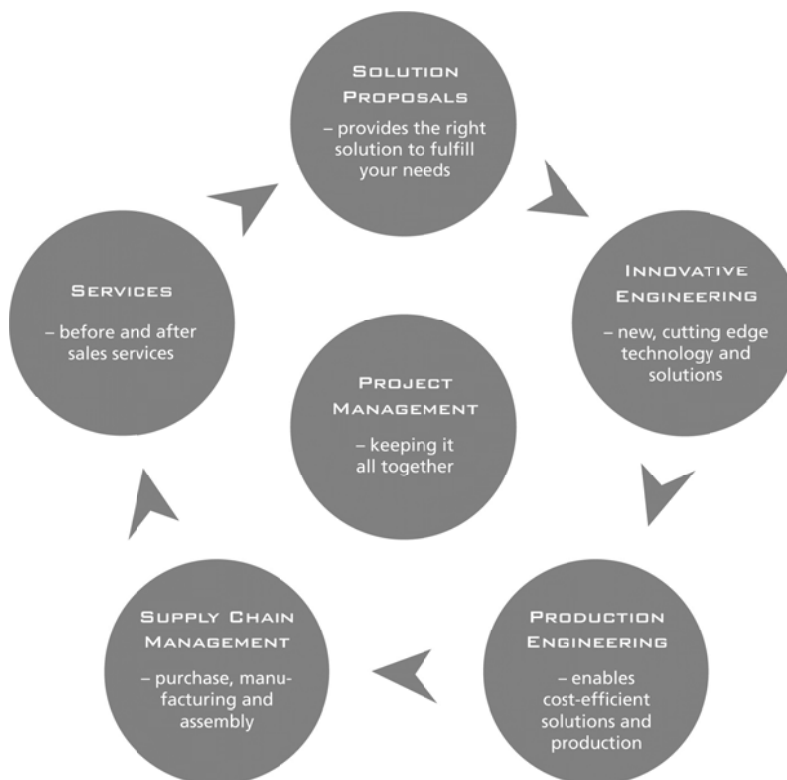 SOLUTION
PROPOSALS
– provides the right
solution to fulfill
your needs
INNOVATIVE
ENGINEERING
– new, cutting edge
technology and
solutions
PRODUCTION
ENGINEERING
– enables
cost-efficient
solutions and
production
SUPPLY CHAIN
MANAGEMENT
– purchase, manu-
facturing and
assembly
SERVICES
– before and after
sales services
PROJECT
MANAGEMENT
– keeping it
all together